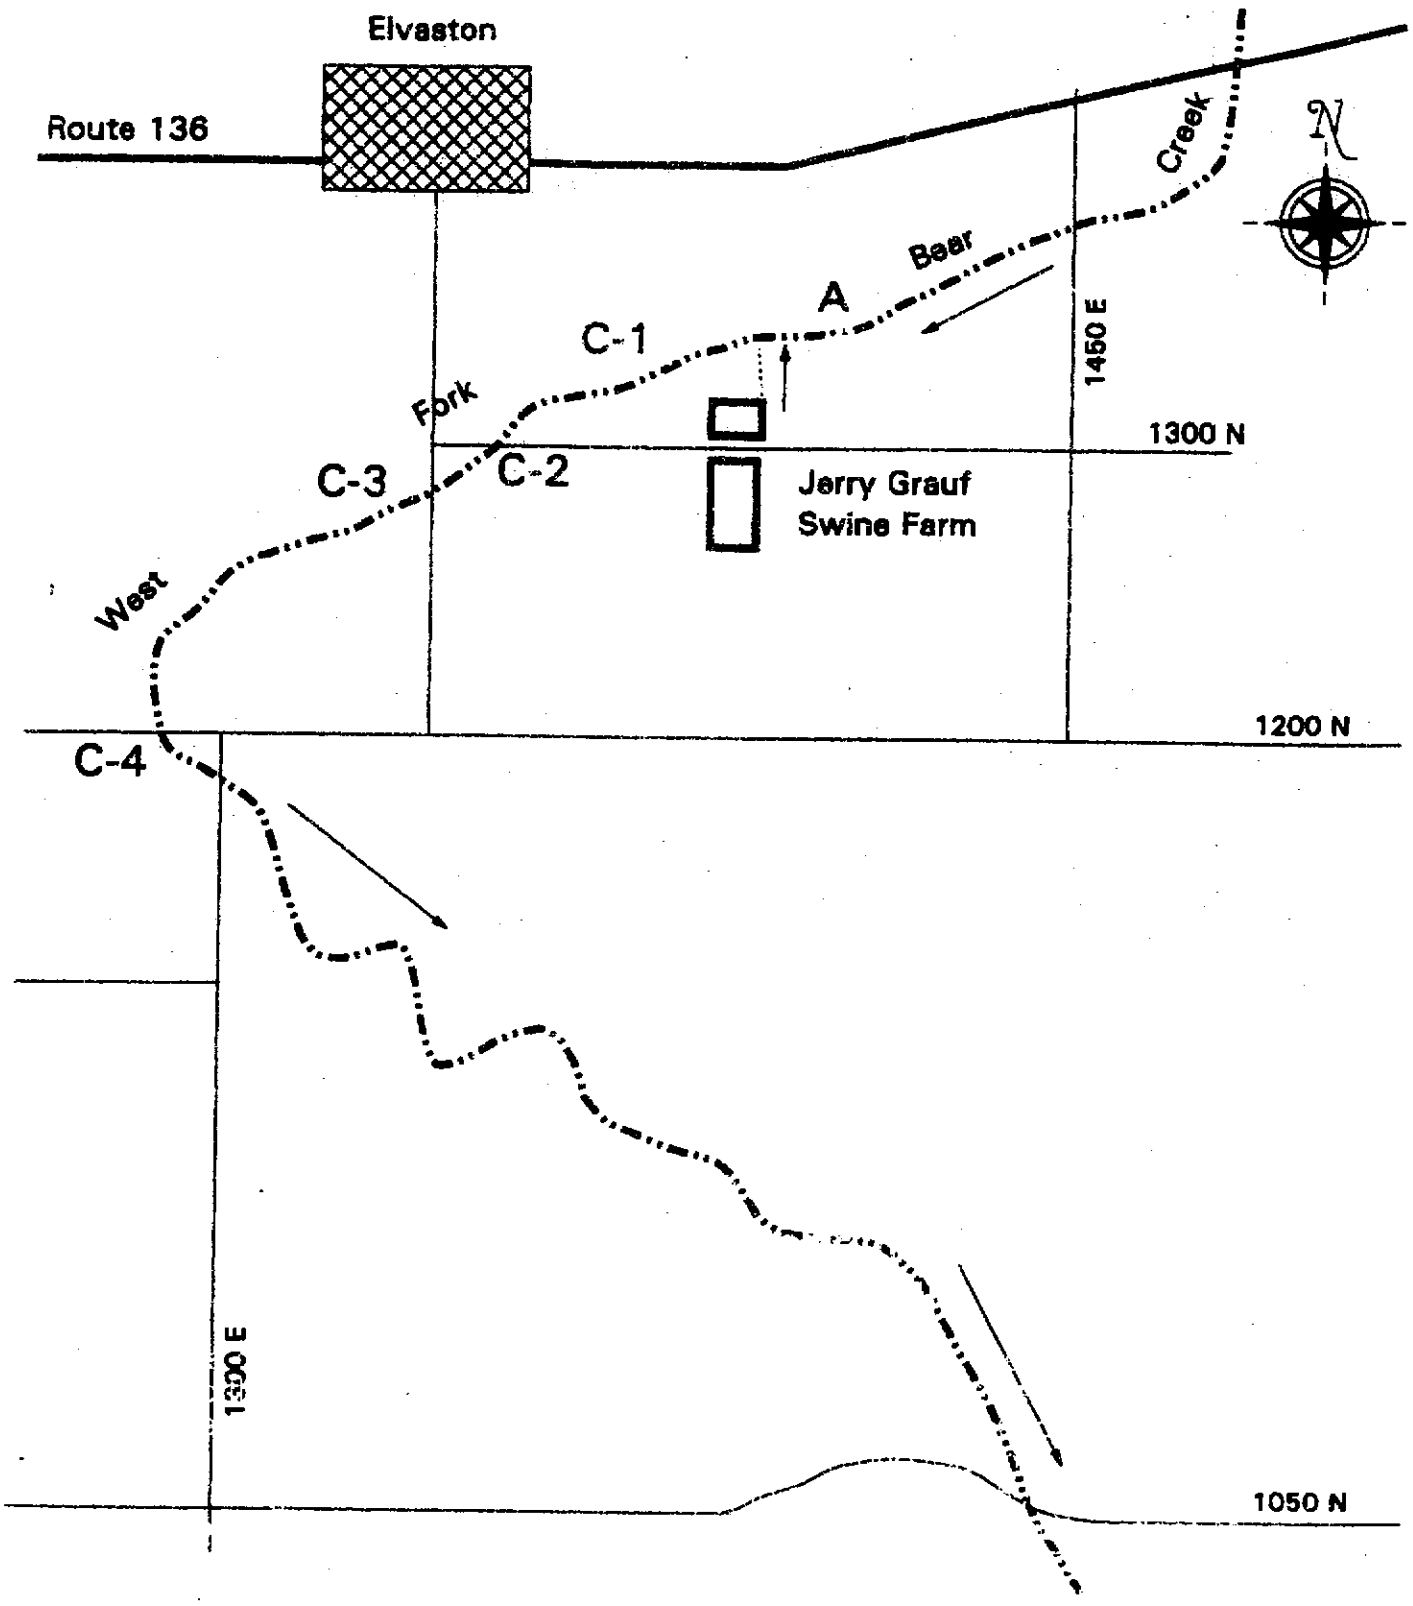 Elvaston
Route 136
N
Creek
Bear
A
1450 E
C-1
Fork
1300 N
C-2
C-3
Jerry Grauf
Swine Farm
West
1200 N
C-4
1300 E
1050 N